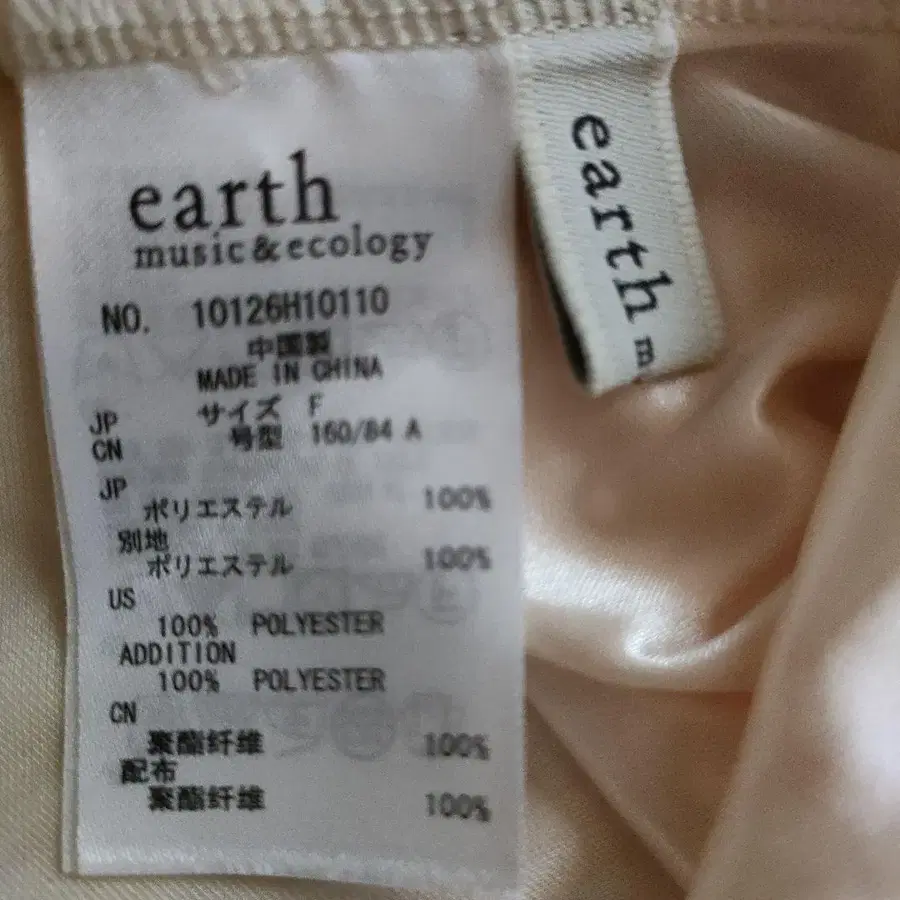 earth
music&ecology
NO. 10126H10110
中国製
MADE IN CHINA
JP サイズ F
CN 号型 160/84 A
JP
ポリエステル 100%
別地
ポリエステル 100%
US
100% POLYESTER
ADDITION
100% POLYESTER
CN
聚酯纤维 100%
配布
聚酯纤维 100%
earth m